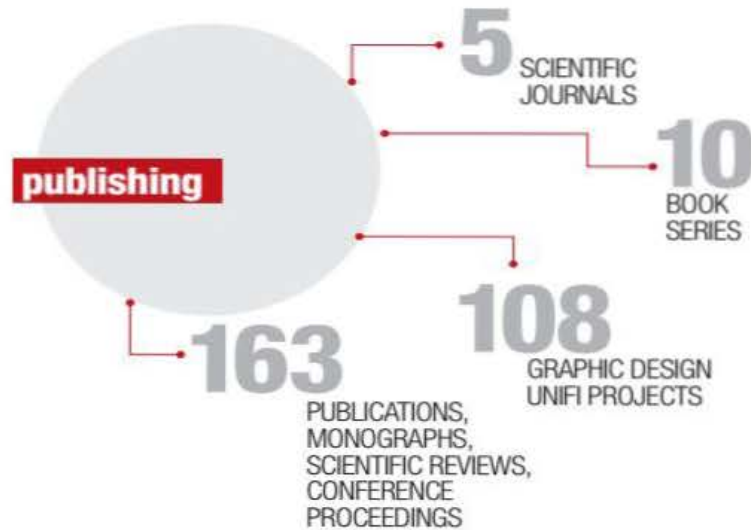 5
SCIENTIFIC
JOURNALS
publishing
10
BOOK
SERIES
108
GRAPHIC DESIGN
UNIFI PROJECTS
163
PUBLICATIONS,
MONOGRAPHS,
SCIENTIFIC REVIEWS,
CONFERENCE
PROCEEDINGS